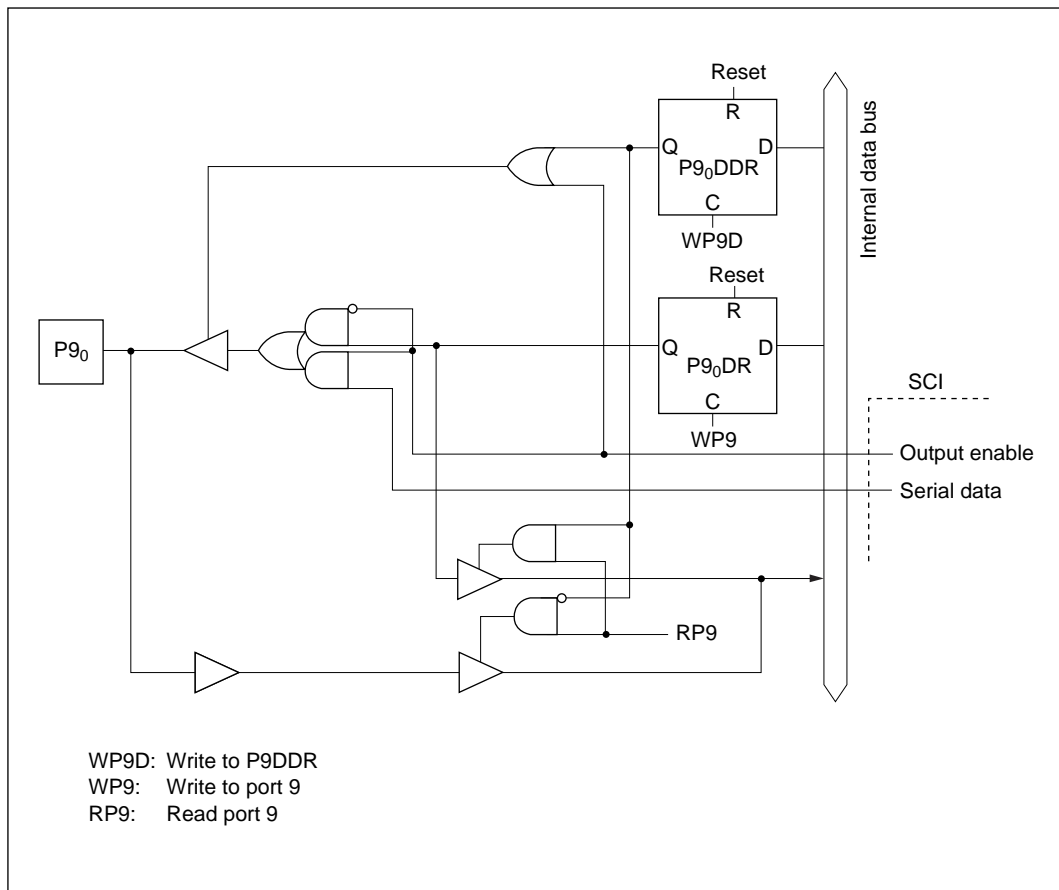 Reset
R
Q D
P9₀DDR
C
WP9D
Internal data bus
Reset
R
Q D
P9₀DR
C
WP9
P9₀
SCI
Output enable
Serial data
RP9
WP9D: Write to P9DDR
WP9: Write to port 9
RP9: Read port 9